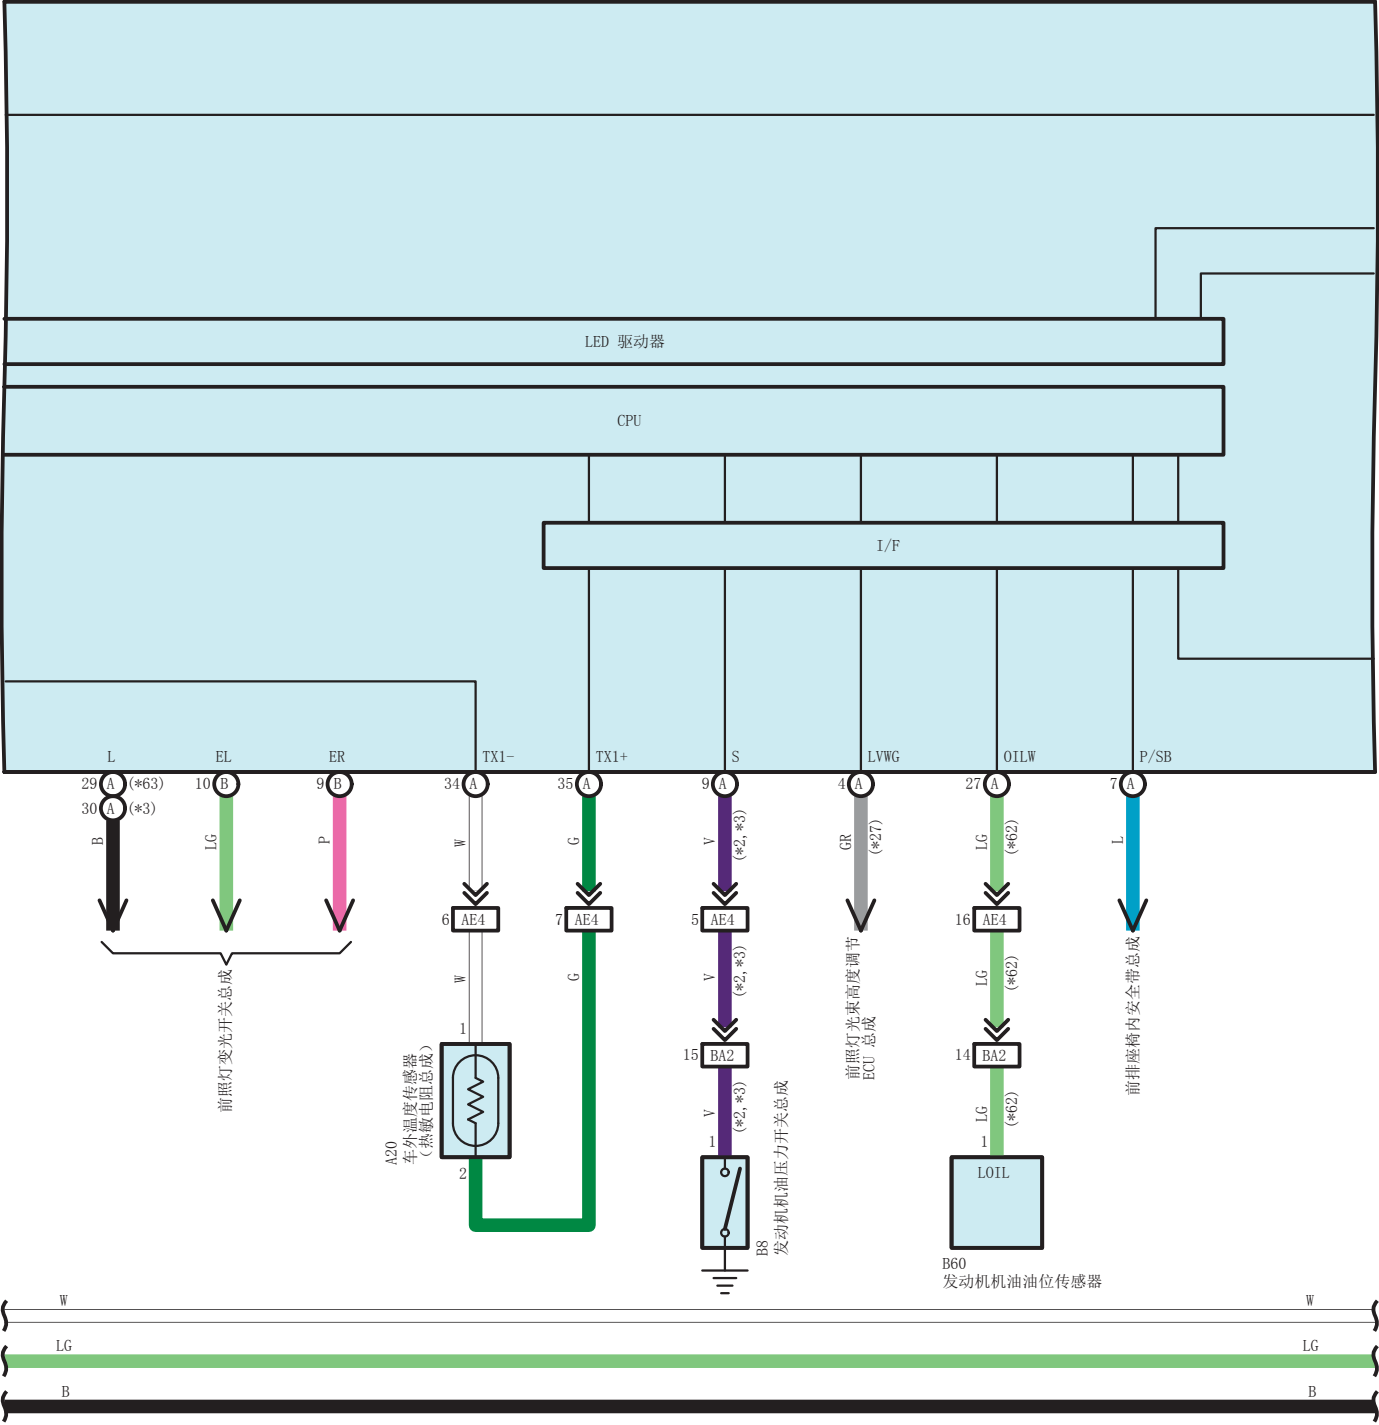 LED 驱动器
CPU
I/F
L
EL
ER
TX1-
TX1+
S
LVWG
OILW
P/SB
29 A (*63)
10 B
9 B
34 A
35 A
9 A
4 A
27 A
7 A
30 A (*3)
B
LG
P
W
G
V
(*2,*3)
GR
(*27)
LG
(*62)
L
6 AE4
7 AE4
5 AE4
16 AE4
前照灯变光开关总成
W
G
V
(*2,*3)
前照灯光束高度调节
ECU 总成
LG
(*62)
前排座椅内安全带总成
1
15 BA2
14 BA2
A20
车外温度传感器
（热敏电阻总成）
2
V
(*2,*3)
1
LG
(*62)
1
B8
发动机机油压力开关总成
LOIL
B60
发动机机油油位传感器
W
W
LG
LG
B
B